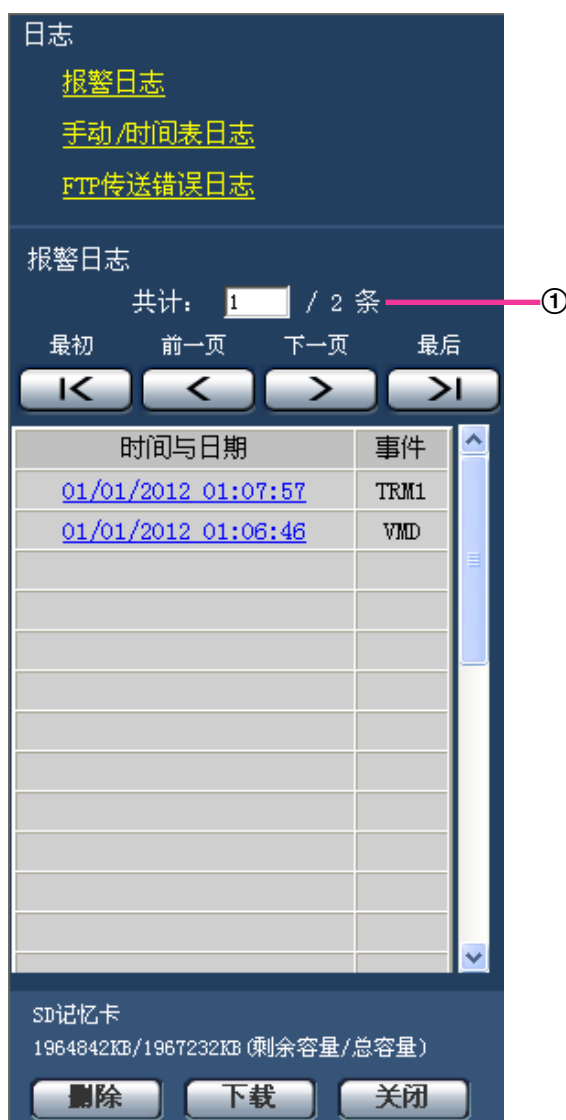 日志
报警日志
手动/时间表日志
FTP传送错误日志
报警日志
共计： 1 / 2 条 ①
最初 前一页 下一页 最后
|< < > >|
时间与日期 事件
01/01/2012 01:07:57 TRM1
01/01/2012 01:06:46 VMD
SD记忆卡
1964842KB/1967232KB(剩余容量/总容量)
删除 下载 关闭